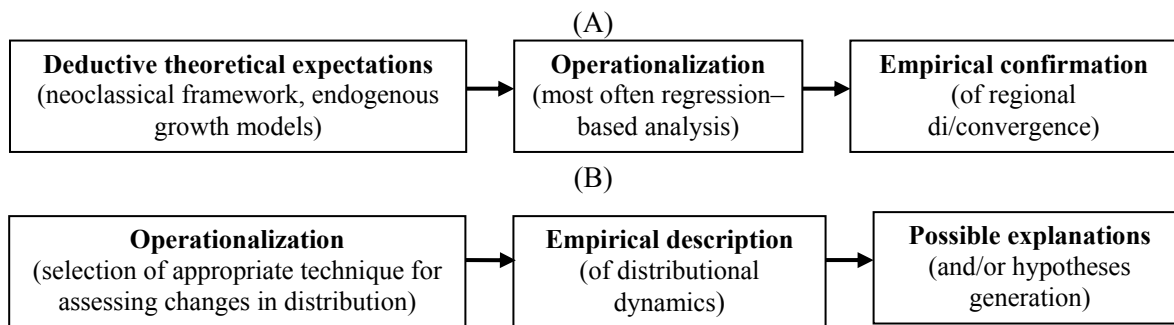 (A)
Deductive theoretical expectations
(neoclassical framework, endogenous
growth models)
Operationalization
(most often regression–
based analysis)
Empirical confirmation
(of regional
di/convergence)
(B)
Operationalization
(selection of appropriate technique for
assessing changes in distribution)
Empirical description
(of distributional
dynamics)
Possible explanations
(and/or hypotheses
generation)